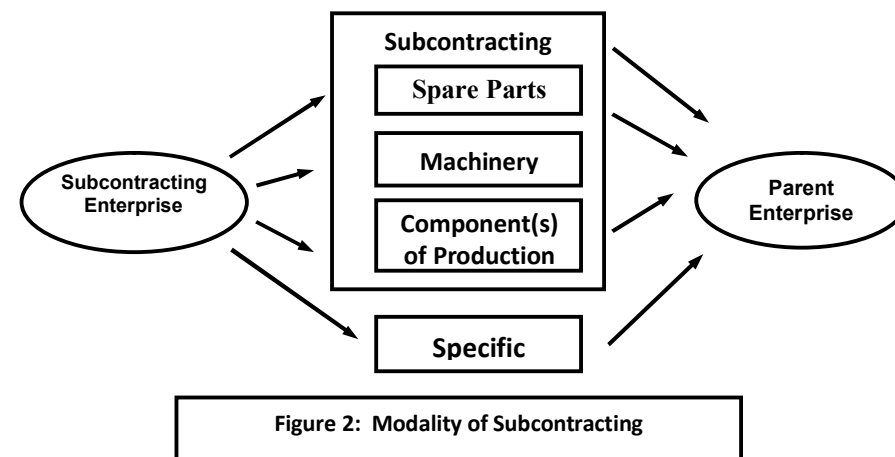 Subcontracting
Spare Parts
Machinery
Component(s)
of Production
Subcontracting
Enterprise
Parent
Enterprise
Specific
Figure 2:  Modality of Subcontracting